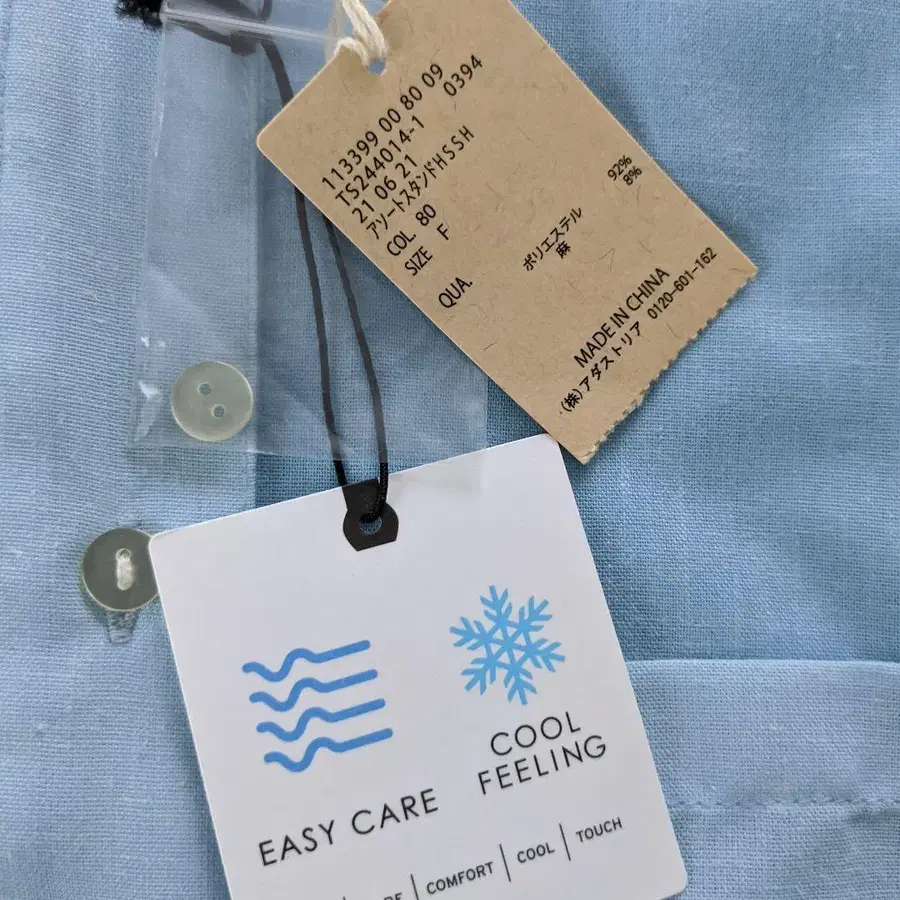 113399 00 80 09
TS244014-1 0394
21 06 21
アソートスタンドHSSH
COL. 80
SIZE F
QUA. ポリエステル 92%
麻 8%
MADE IN CHINA
(株)アダストリア 0120-601-162
EASY CARE
COOL
FEELING
COMFORT | COOL | TOUCH